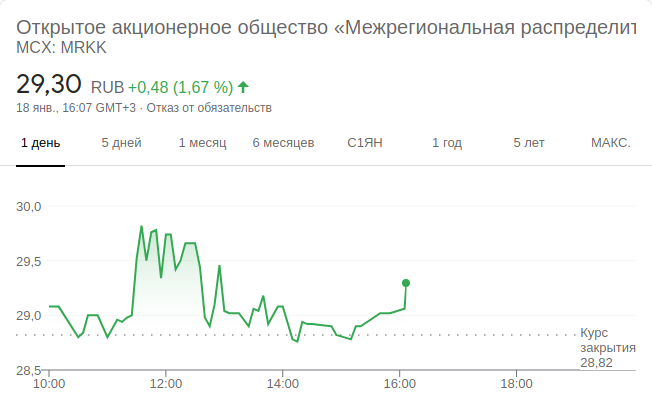 Открытое акционерное общество «Межрегиональная распределит
MCX: MRKK
29,30 RUB +0,48 (1,67 %)
18 янв., 16:07 GMT+3 · Отказ от обязательств
1 день 5 дней 1 месяц 6 месяцев С1ЯН 1 год 5 лет МАКС.
30,0
29,5
29,0
Курс
закрытия
28,82
28,5
10:00 12:00 14:00 16:00 18:00